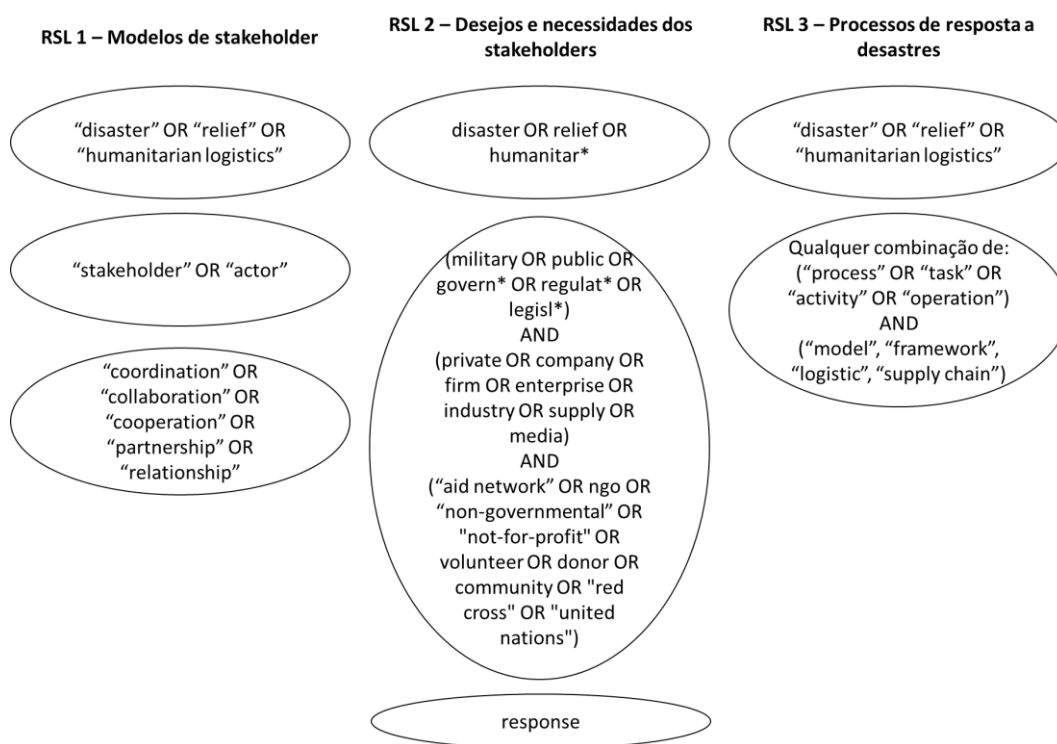 RSL 1 – Modelos de stakeholder
“disaster” OR “relief” OR
“humanitarian logistics”
“stakeholder” OR “actor”
“coordination” OR
“collaboration” OR
“cooperation” OR
“partnership” OR
“relationship”
RSL 2 – Desejos e necessidades dos
stakeholders
disaster OR relief OR
humanitar*
(military OR public OR
govern* OR regulat* OR
legisl*)
AND
(private OR company OR
firm OR enterprise OR
industry OR supply OR
media)
AND
(“aid network” OR ngo OR
“non-governmental” OR
"not-for-profit" OR
volunteer OR donor OR
community OR "red
cross" OR "united
nations")
response
RSL 3 – Processos de resposta a
desastres
“disaster” OR “relief” OR
“humanitarian logistics”
Qualquer combinação de:
(“process” OR “task” OR
“activity” OR “operation”)
AND
(“model”, “framework”,
“logistic”, “supply chain”)